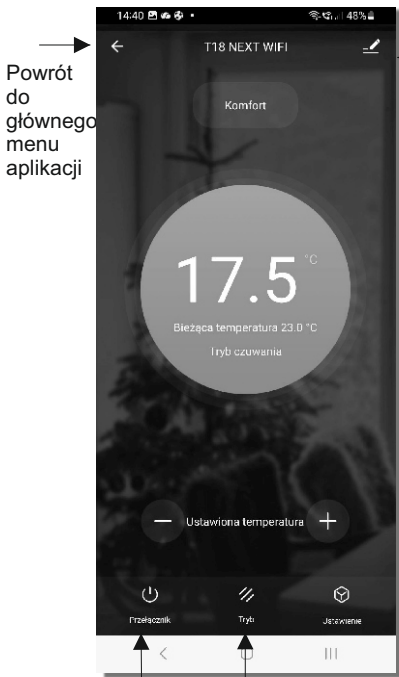 14:40
48%
T18 NEXT WIFI
Powrót
do
głównego
menu
aplikacji
Komfort
17.5 °C
Bieżąca temperatura 23.0 °C
Tryb czuwania
Ustawiona temperatura
Przełącznik
Tryb
Ustawienie